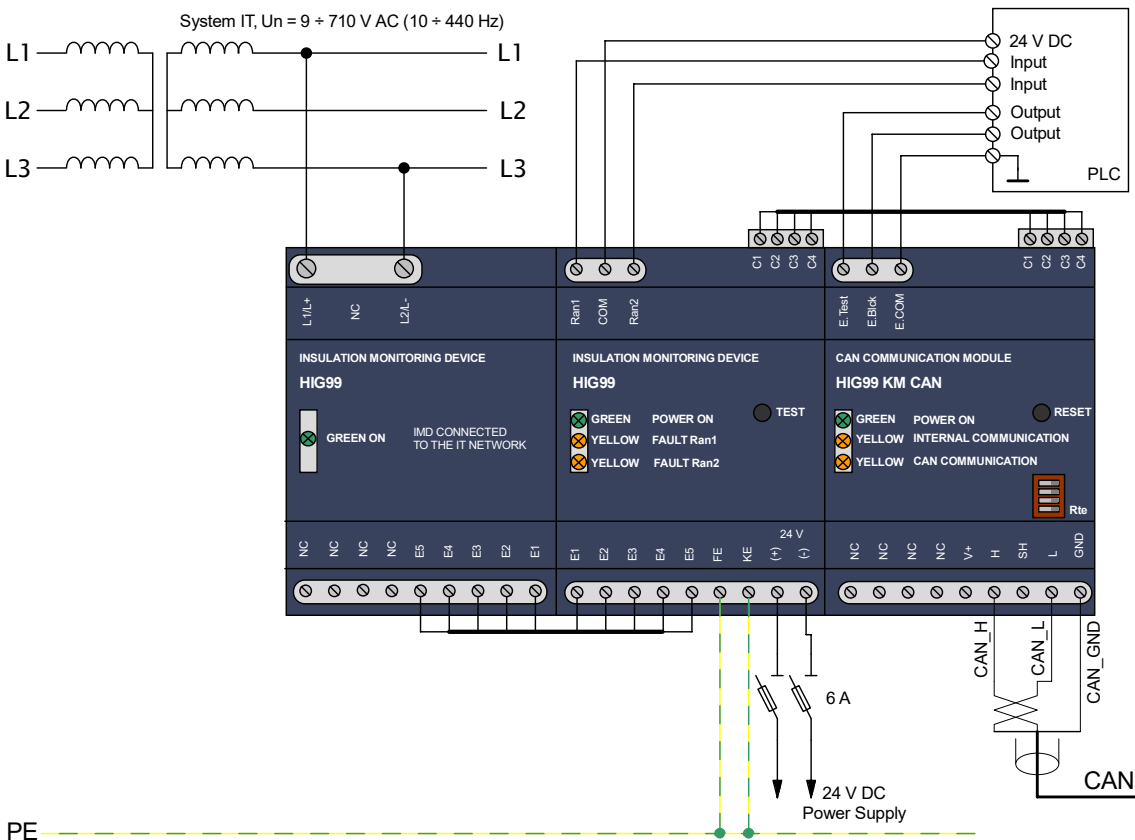 System IT, Un = 9 ÷ 710 V AC (10 ÷ 440 Hz)
L1
L1
L2
L2
L3
L3
24 V DC
Input
Input
Output
Output
PLC
C1 C2 C3 C4
C1 C2 C3 C4
L1/L+ NC L2/L-
Ran1 COM Ran2
E.Test E.Blck E.COM
INSULATION MONITORING DEVICE
HIG99
GREEN ON
IMD CONNECTED
TO THE IT NETWORK
INSULATION MONITORING DEVICE
HIG99
GREEN POWER ON
YELLOW FAULT Ran1
YELLOW FAULT Ran2
TEST
CAN COMMUNICATION MODULE
HIG99 KM CAN
GREEN POWER ON
YELLOW INTERNAL COMMUNICATION
YELLOW CAN COMMUNICATION
RESET
Rte
NC NC NC NC E5 E4 E3 E2 E1
24 V
E1 E2 E3 E4 E5 FE KE (+) (-)
NC NC NC NC V+ H SH L GND
CAN_H
CAN_L
CAN_GND
6 A
24 V DC
Power Supply
CAN
PE